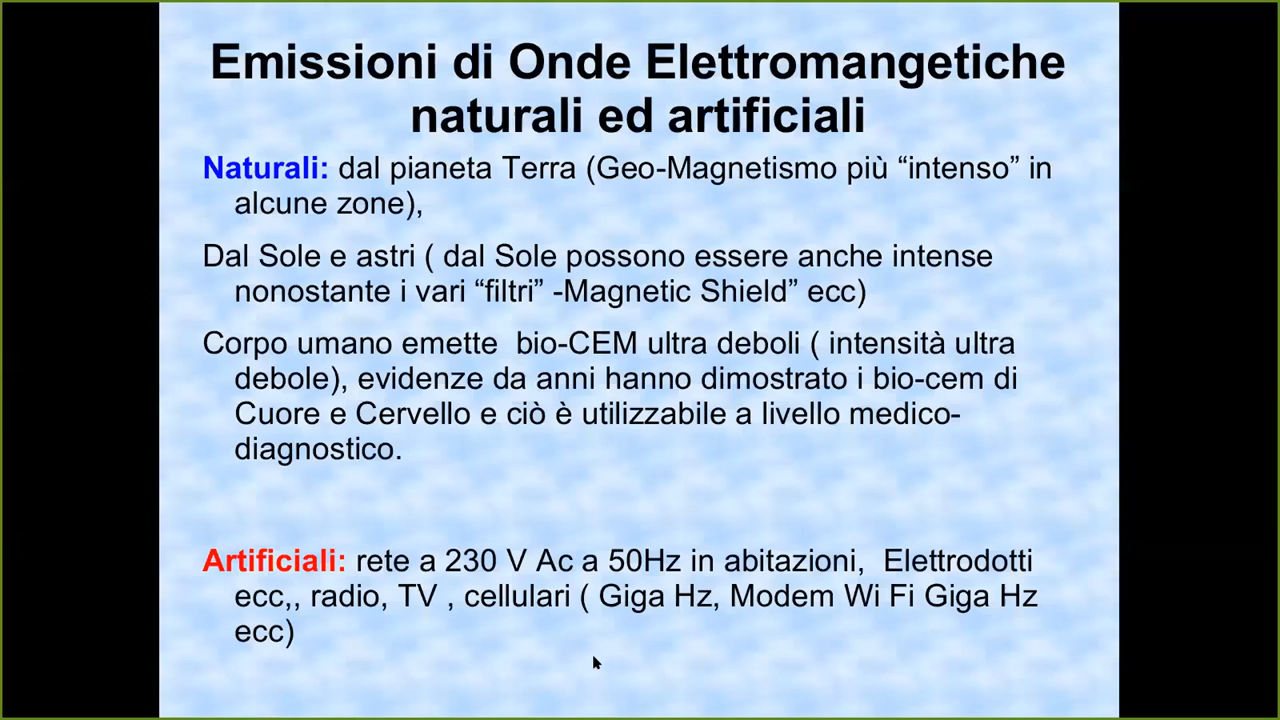 Emissioni di Onde Elettromangetiche
naturali ed artificiali
Naturali: dal pianeta Terra (Geo-Magnetismo più “intenso” in
alcune zone),
Dal Sole e astri ( dal Sole possono essere anche intense
nonostante i vari “filtri” -Magnetic Shield” ecc)
Corpo umano emette  bio-CEM ultra deboli ( intensità ultra
debole), evidenze da anni hanno dimostrato i bio-cem di
Cuore e Cervello e ciò è utilizzabile a livello medico-
diagnostico.
Artificiali: rete a 230 V Ac a 50Hz in abitazioni,  Elettrodotti
ecc,, radio, TV , cellulari ( Giga Hz, Modem Wi Fi Giga Hz
ecc)